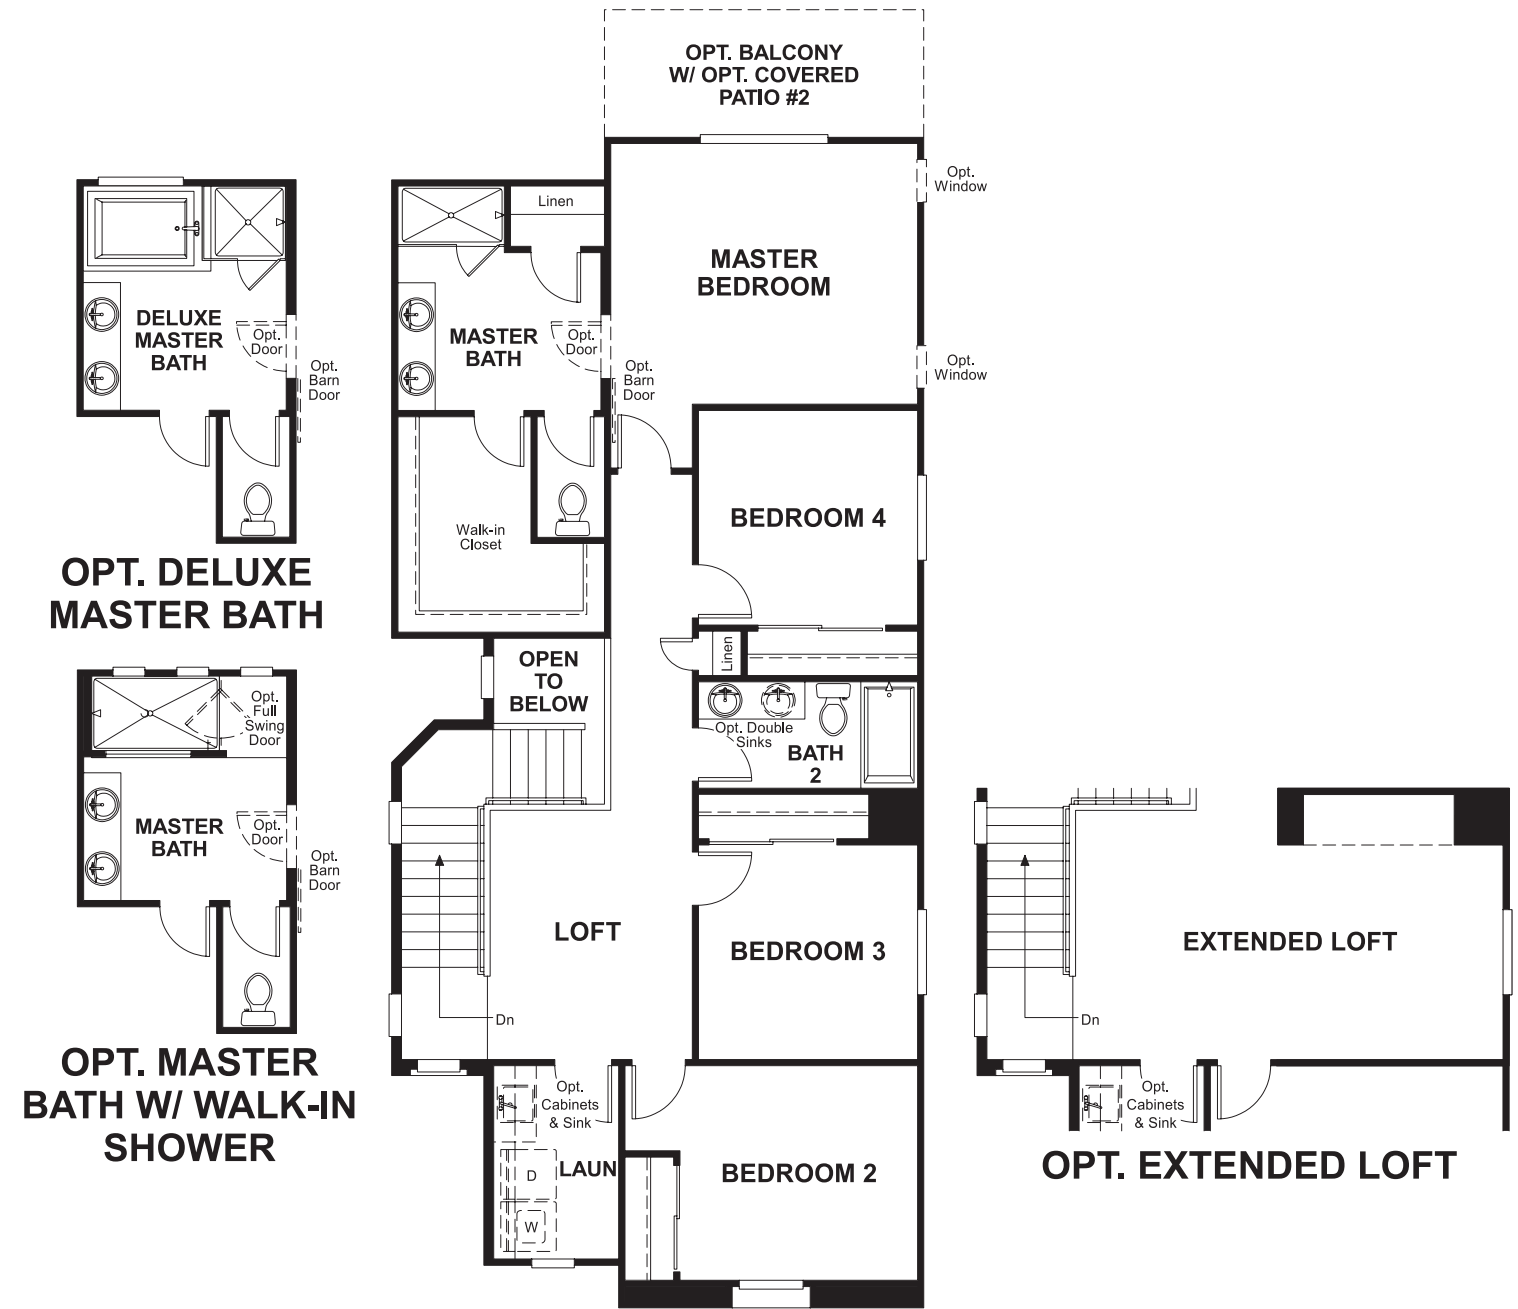 OPT. BALCONY
W/ OPT. COVERED
PATIO #2
Opt.
Window
Linen
MASTER
BEDROOM
DELUXE
MASTER
BATH
Opt.
Door
Opt.
Barn
Door
MASTER
BATH
Opt.
Door
Opt.
Barn
Door
Opt.
Window
BEDROOM 4
Walk-in
Closet
OPT. DELUXE
MASTER BATH
OPEN
TO
BELOW
Linen
Opt.
Full
Swing
Door
Opt. Double
Sinks
BATH
2
MASTER
BATH
Opt.
Door
Opt.
Barn
Door
LOFT
BEDROOM 3
EXTENDED LOFT
Dn
Dn
OPT. MASTER
BATH W/ WALK-IN
SHOWER
Opt.
Cabinets
& Sink
LAUN
D
W
BEDROOM 2
Opt.
Cabinets
& Sink
OPT. EXTENDED LOFT